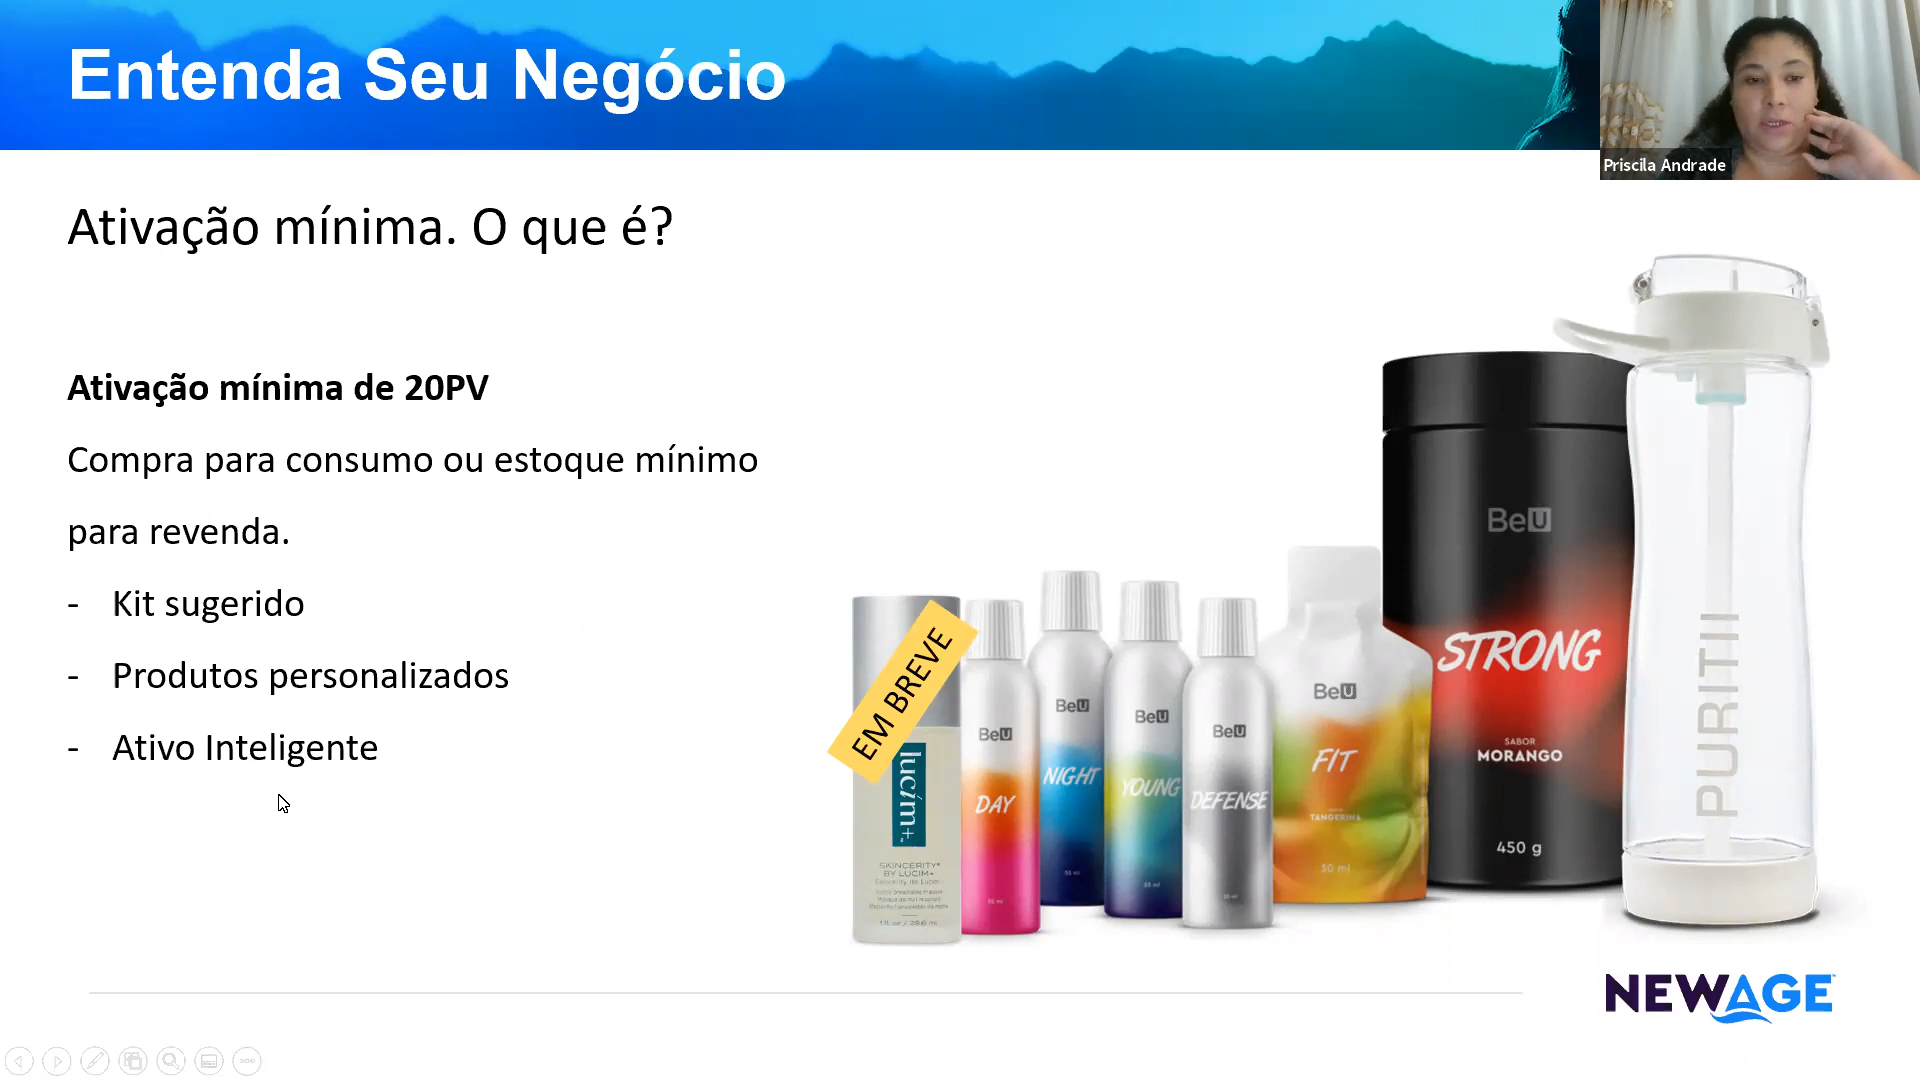 Entenda Seu Negócio
Priscila Andrade
Ativação mínima. O que é?
Ativação mínima de 20PV
Compra para consumo ou estoque mínimo
para revenda.
- Kit sugerido
- Produtos personalizados
- Ativo Inteligente
EM BREVE
lucim+
SKINCERITY®
BY LUCIM+
BeU
DAY
BeU
NIGHT
BeU
YOUNG
BeU
DEFENSE
BeU
FIT
TANGERINA
50 ml
BeU
STRONG
SABOR
MORANGO
450 g
PURITII
NEWAGE